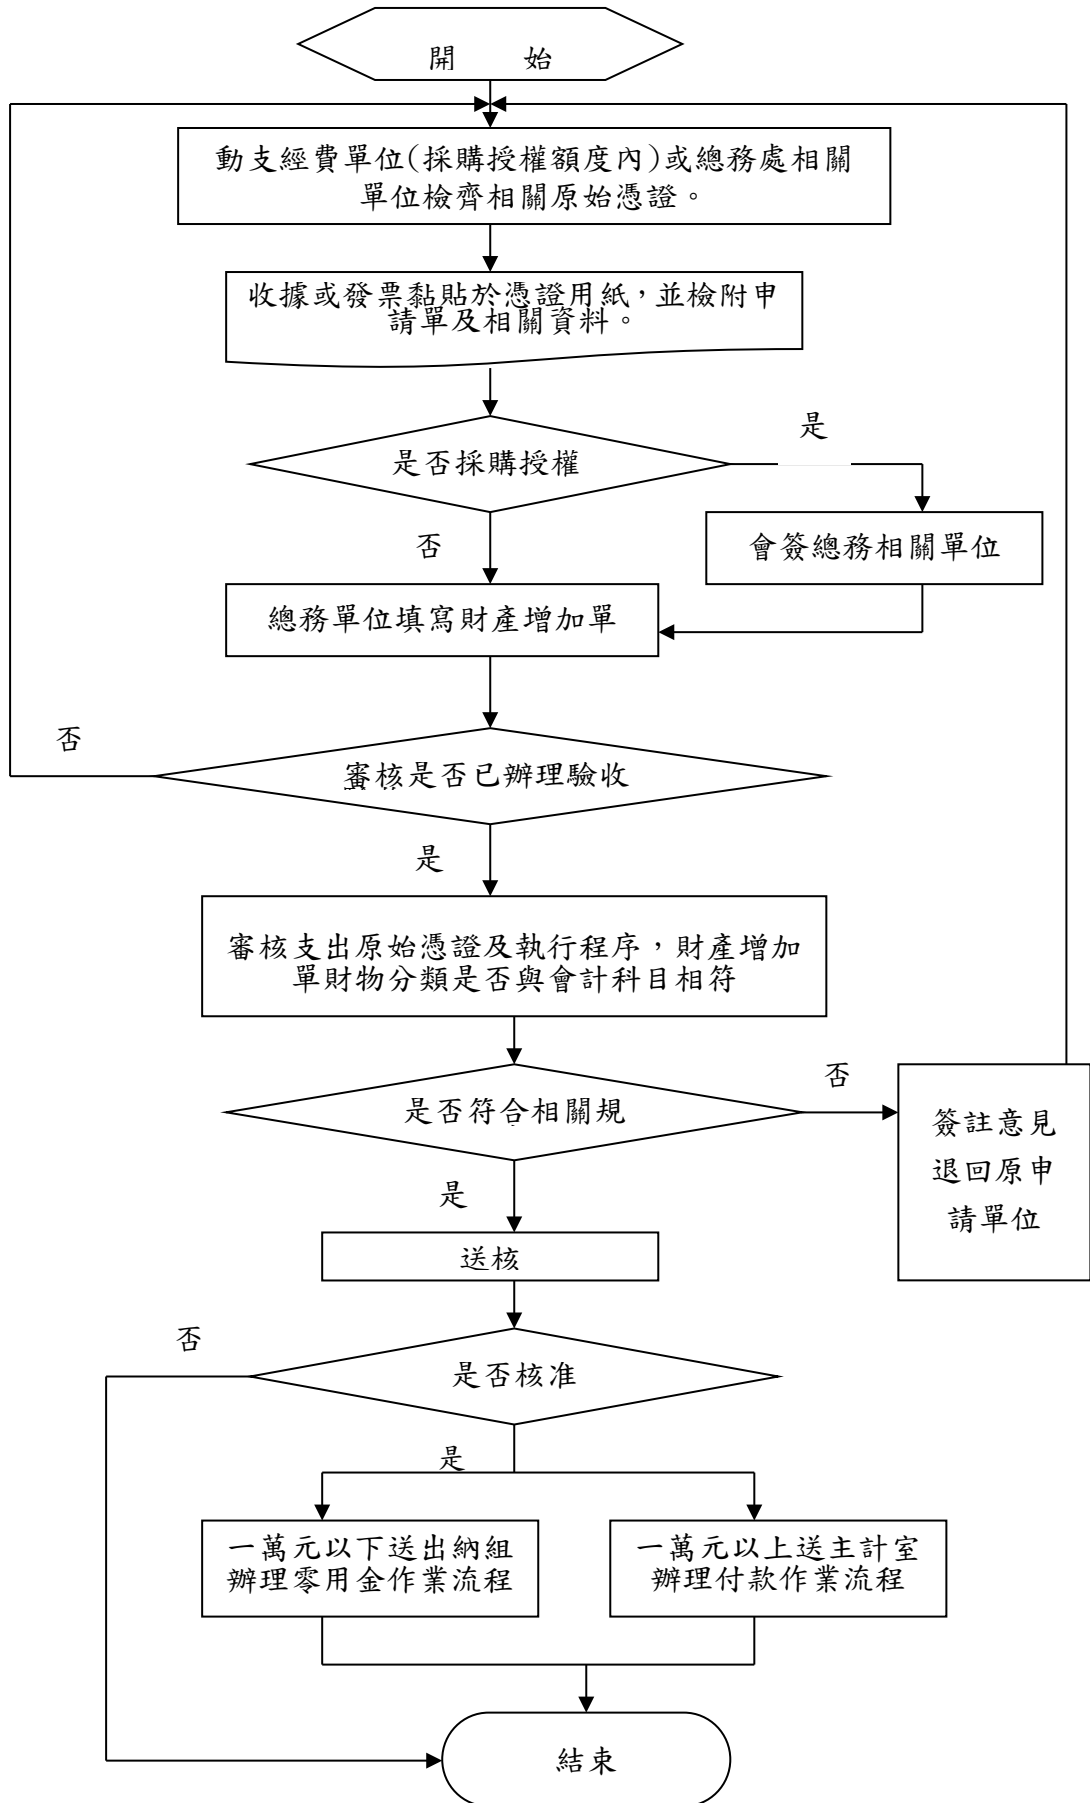 開 始
動支經費單位(採購授權額度內)或總務處相關
單位檢齊相關原始憑證。
收據或發票黏貼於憑證用紙，並檢附申
請單及相關資料。
是
是否採購授權
否
會簽總務相關單位
總務單位填寫財產增加單
否
審核是否已辦理驗收
是
審核支出原始憑證及執行程序，財產增加
單財物分類是否與會計科目相符
否
是否符合相關規
簽註意見
退回原申
請單位
是
送核
否
是否核准
是
一萬元以下送出納組
辦理零用金作業流程
一萬元以上送主計室
辦理付款作業流程
結束